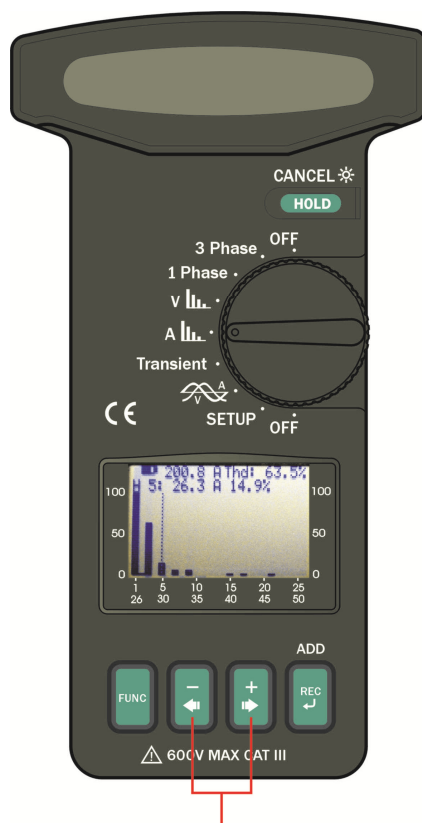 CANCEL
HOLD
OFF
3 Phase
1 Phase
V
A
Transient
A
V
SETUP
OFF
CE
200.8 A Thd: 63.5%
H 5: 26.3 A 14.9%
100 100
50 50
0 0
1 5 10 15 20 25
26 30 35 40 45 50
ADD
FUNC
−
+
REC
600V MAX CAT III